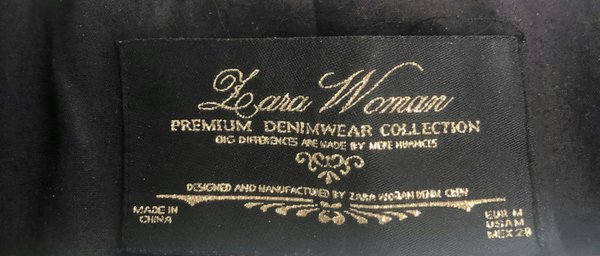 Zara Woman
PREMIUM DENIMWEAR COLLECTION
BIG DIFFERENCES ARE MADE BY MERE NUANCES
DESIGNED AND MANUFACTURED BY ZARA WOMAN DENIM CREW
MADE IN
CHINA
EUR M
USA M
MEX 28